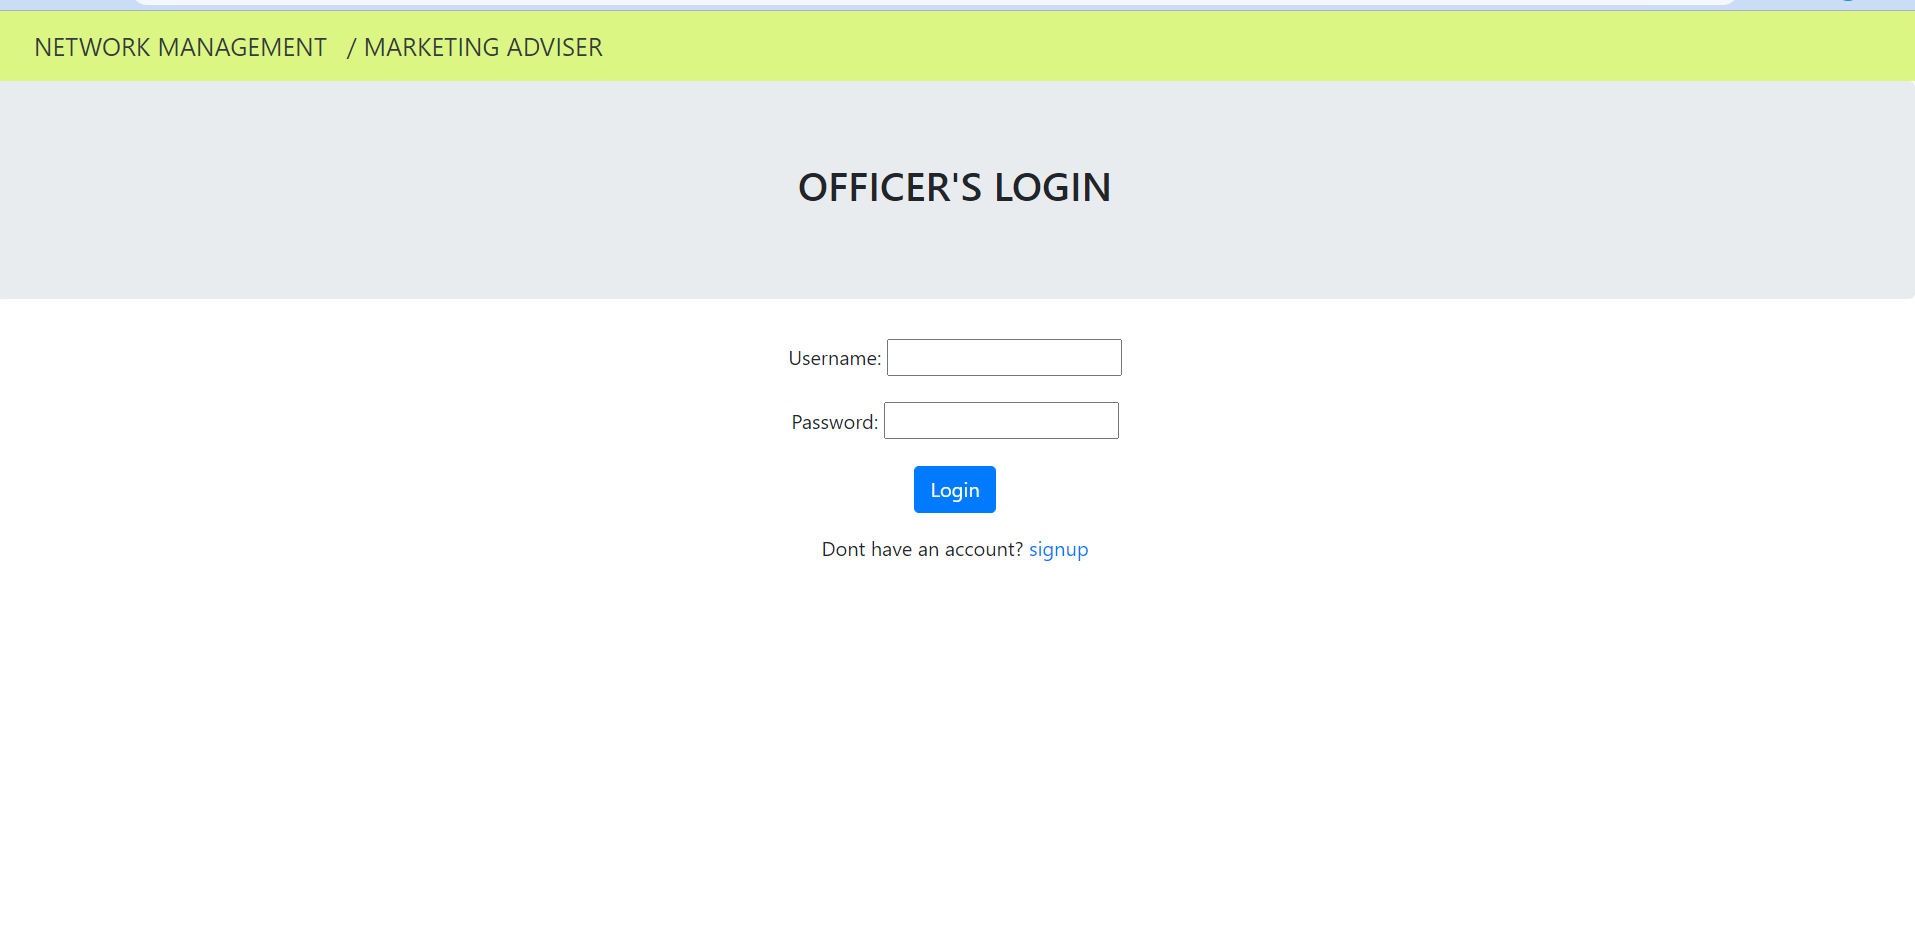 NETWORK MANAGEMENT / MARKETING ADVISER
OFFICER'S LOGIN
Username:
Password:
Login
Dont have an account? signup